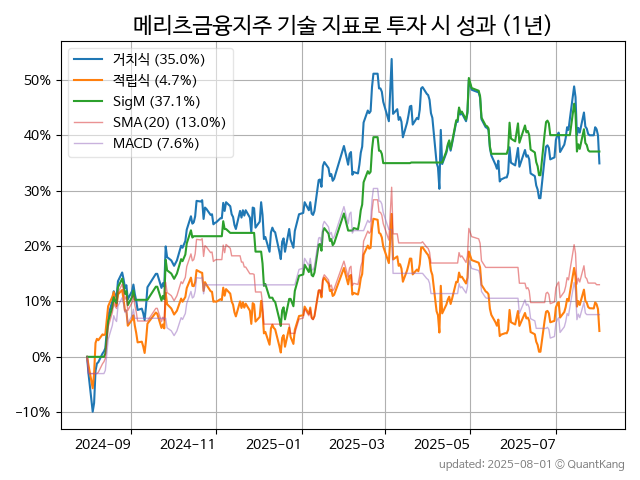 메리츠금융지주 기술 지표로 투자 시 성과 (1년)
거치식 (35.0%)
적립식 (4.7%)
SigM (37.1%)
SMA(20) (13.0%)
MACD (7.6%)
50%
40%
30%
20%
10%
0%
−10%
2024-09 2024-11 2025-01 2025-03 2025-05 2025-07
updated: 2025-08-01 © QuantKang